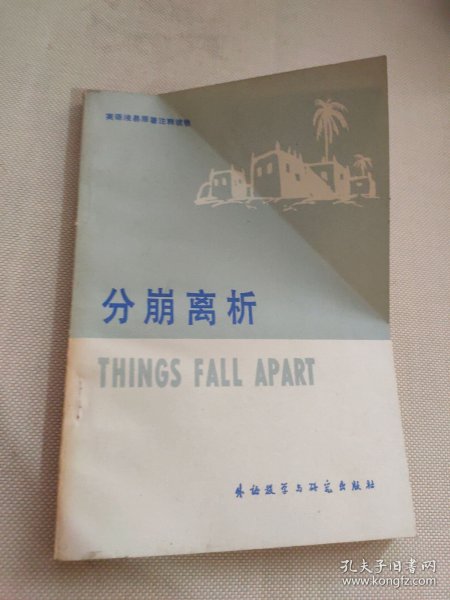 英语浅易原著注释读物
分崩离析
THINGS FALL APART
外语教学与研究出版社
孔夫子旧书网
www.kongfz.com